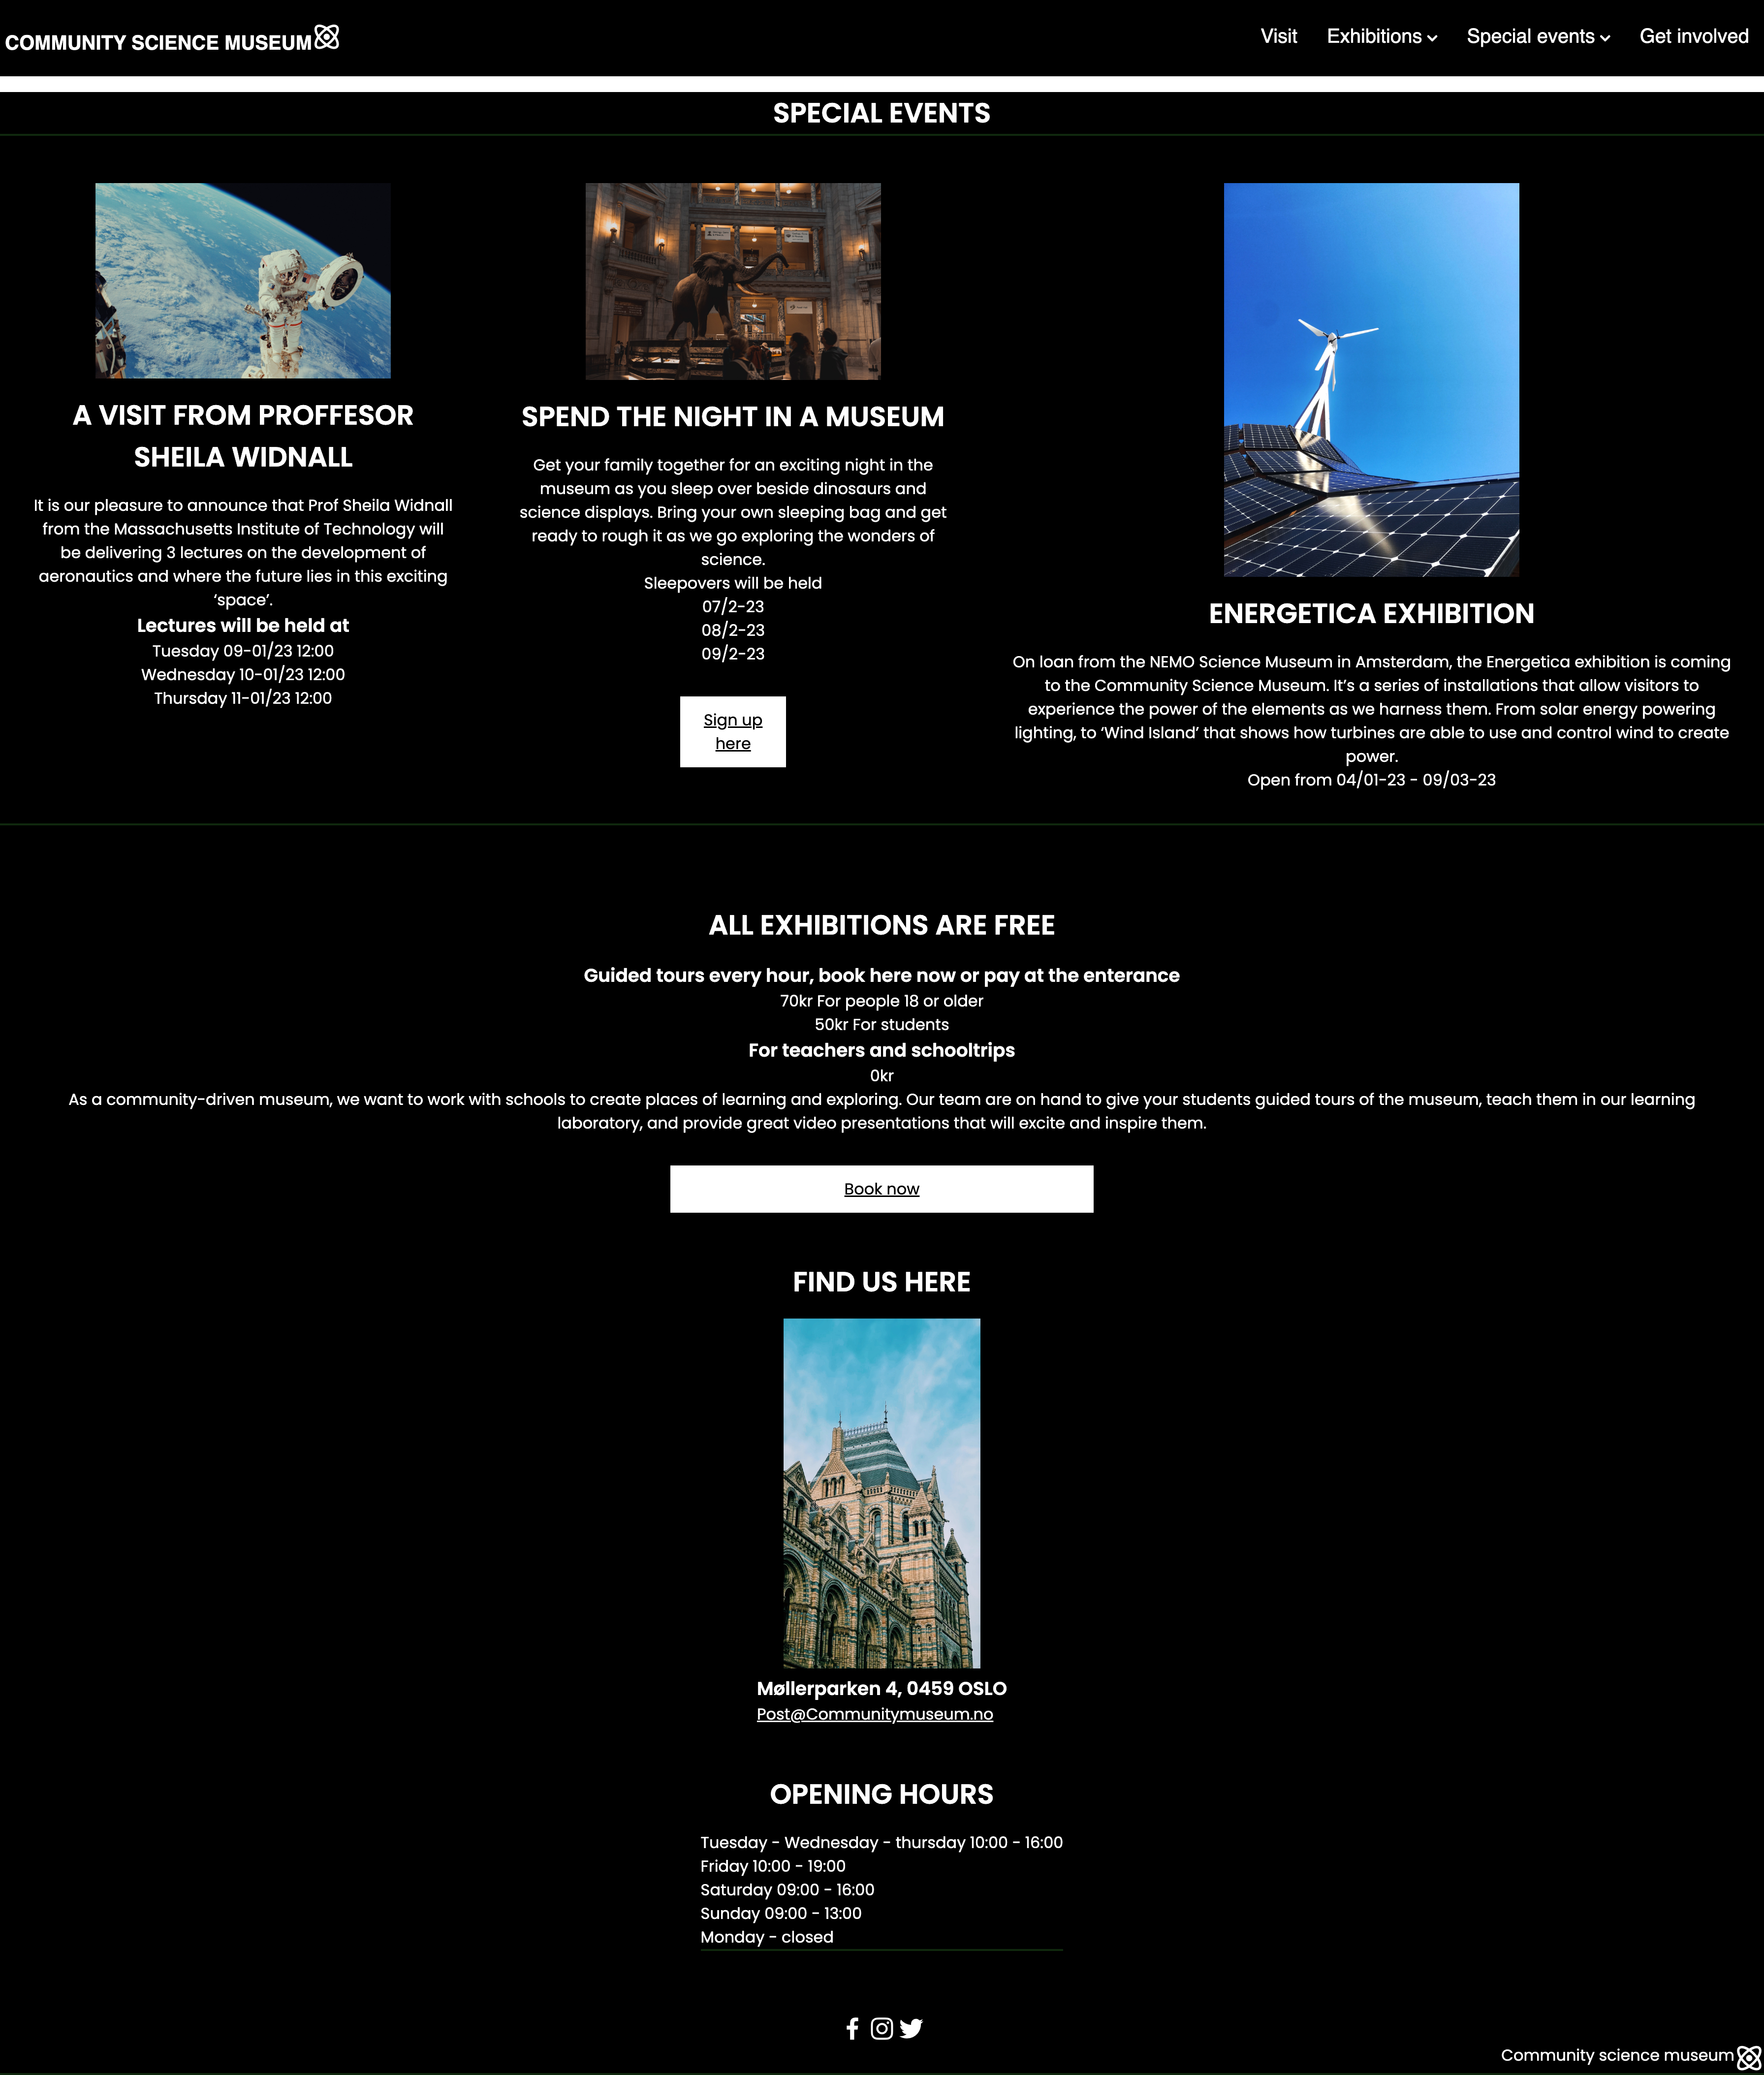 COMMUNITY SCIENCE MUSEUM
Visit
Exhibitions
Special events
Get involved
SPECIAL EVENTS
A VISIT FROM PROFFESOR
SHEILA WIDNALL
It is our pleasure to announce that Prof Sheila Widnall
from the Massachusetts Institute of Technology will
be delivering 3 lectures on the development of
aeronautics and where the future lies in this exciting
‘space’.
Lectures will be held at
Tuesday 09-01/23 12:00
Wednesday 10-01/23 12:00
Thursday 11-01/23 12:00
SPEND THE NIGHT IN A MUSEUM
Get your family together for an exciting night in the
museum as you sleep over beside dinosaurs and
science displays. Bring your own sleeping bag and get
ready to rough it as we go exploring the wonders of
science.
Sleepovers will be held
07/2-23
08/2-23
09/2-23
Sign up
here
ENERGETICA EXHIBITION
On loan from the NEMO Science Museum in Amsterdam, the Energetica exhibition is coming
to the Community Science Museum. It’s a series of installations that allow visitors to
experience the power of the elements as we harness them. From solar energy powering
lighting, to ‘Wind Island’ that shows how turbines are able to use and control wind to create
power.
Open from 04/01-23 - 09/03-23
ALL EXHIBITIONS ARE FREE
Guided tours every hour, book here now or pay at the enterance
70kr For people 18 or older
50kr For students
For teachers and schooltrips
0kr
As a community-driven museum, we want to work with schools to create places of learning and exploring. Our team are on hand to give your students guided tours of the museum, teach them in our learning
laboratory, and provide great video presentations that will excite and inspire them.
Book now
FIND US HERE
Møllerparken 4, 0459 OSLO
Post@Communitymuseum.no
OPENING HOURS
Tuesday - Wednesday - thursday 10:00 - 16:00
Friday 10:00 - 19:00
Saturday 09:00 - 16:00
Sunday 09:00 - 13:00
Monday - closed
Community science museum